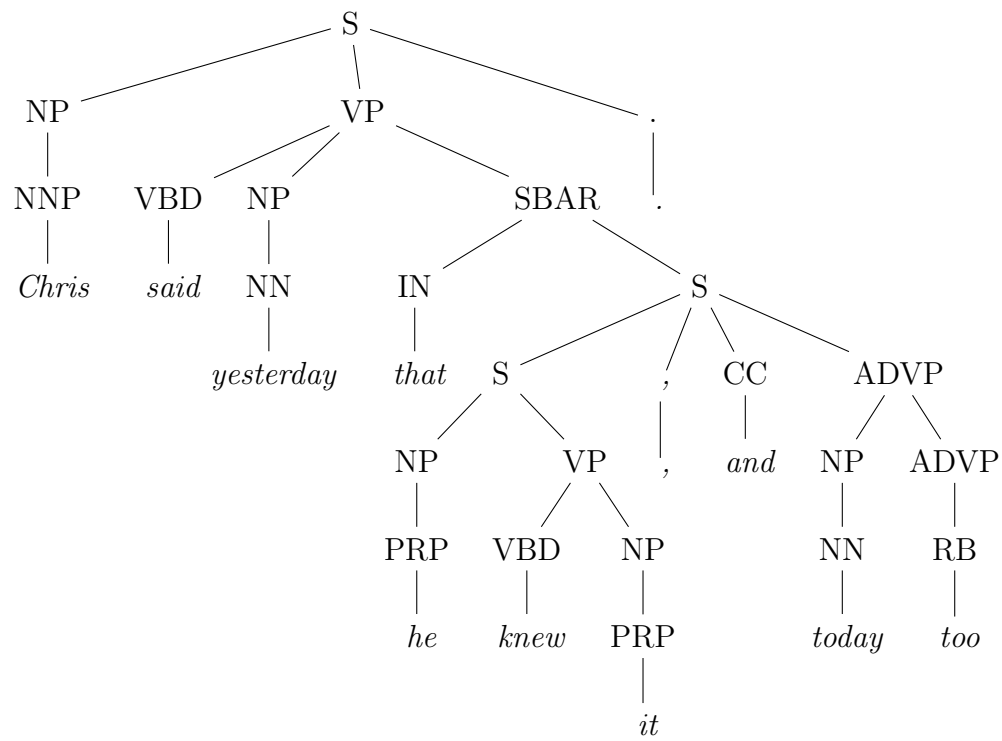 S
NP VP .
NNP VBD NP SBAR .
Chris said NN IN S
yesterday that S , CC ADVP
NP VP , and NP ADVP
PRP VBD NP NN RB
he knew PRP today too
it